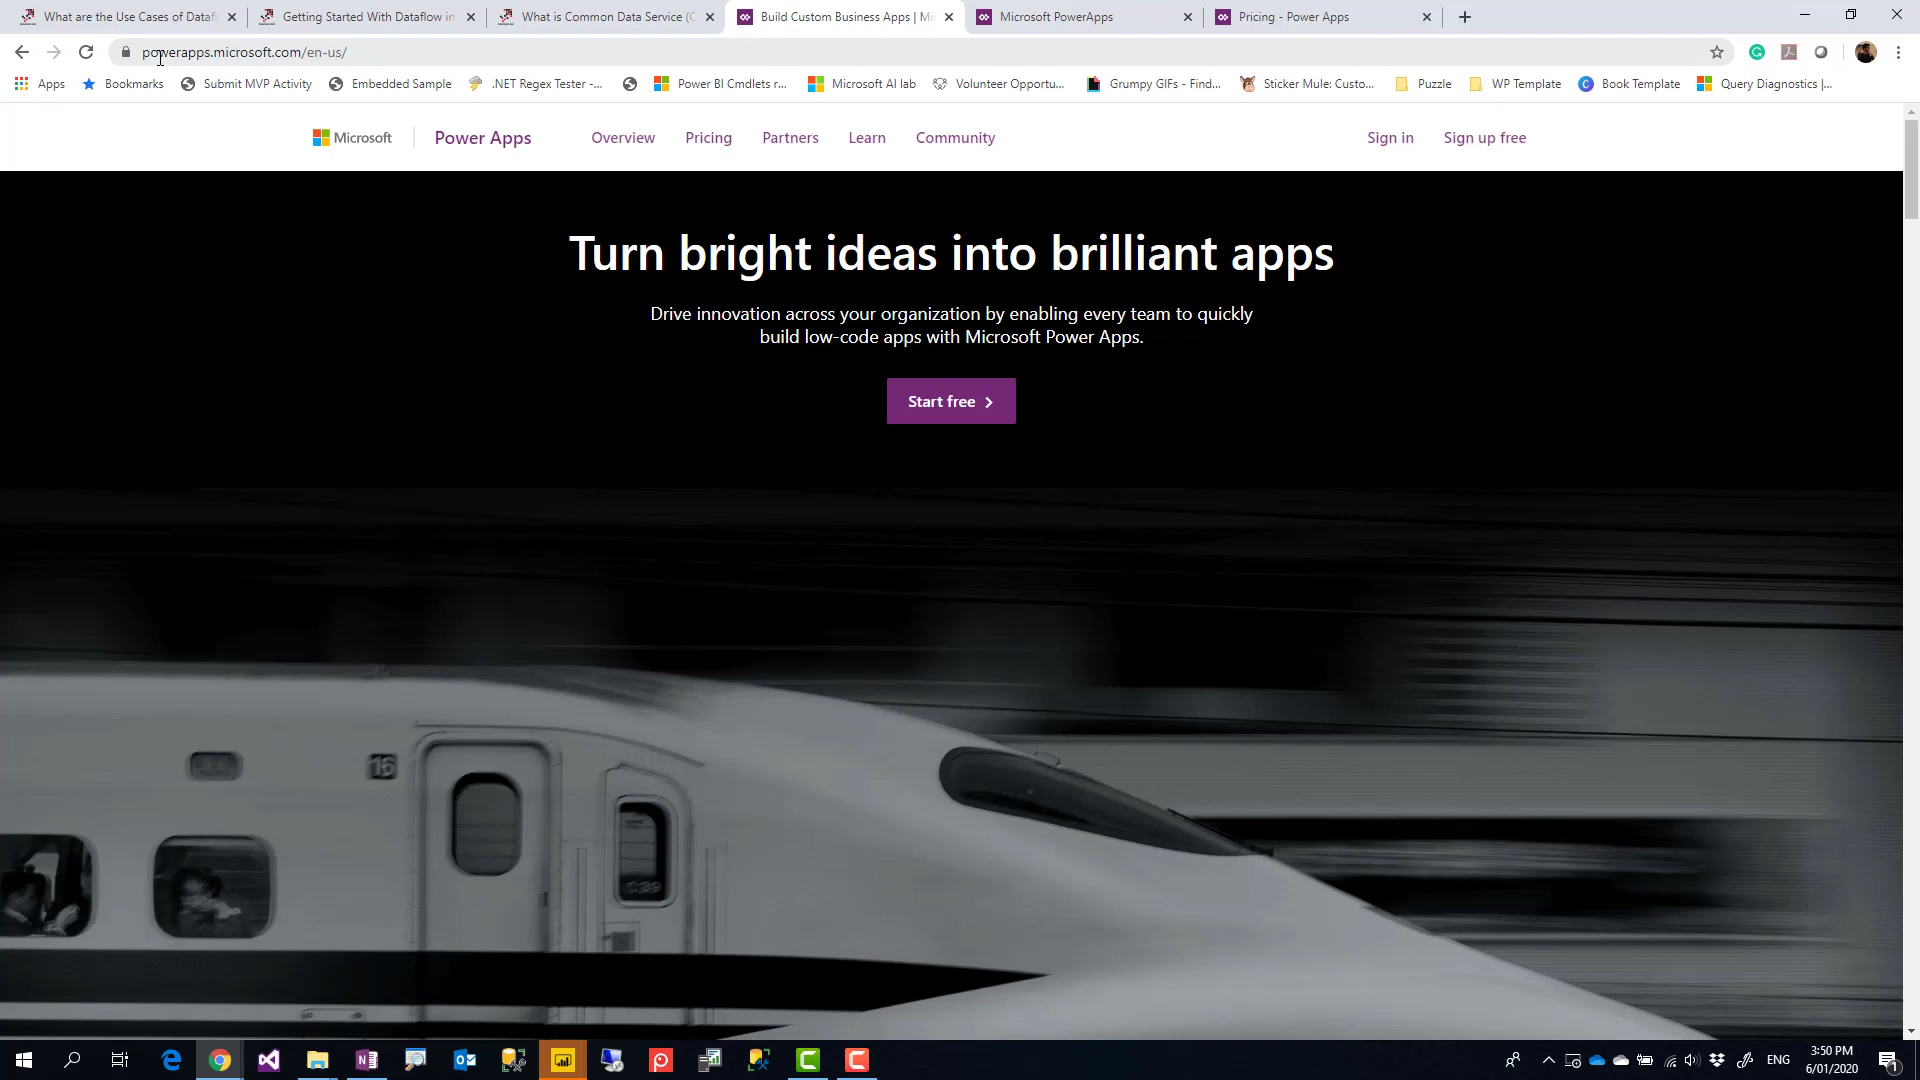 What are the Use Cases of Datafl
Getting Started With Dataflow in
What is Common Data Service (C
Build Custom Business Apps | Mi
Microsoft PowerApps
Pricing - Power Apps
powerapps.microsoft.com/en-us/
Apps
Bookmarks
Submit MVP Activity
Embedded Sample
.NET Regex Tester -...
Power BI Cmdlets r...
Microsoft AI lab
Volunteer Opportu...
Grumpy GIFs - Find...
Sticker Mule: Custo...
Puzzle
WP Template
Book Template
Query Diagnostics |...
Microsoft
Power Apps
Overview
Pricing
Partners
Learn
Community
Sign in
Sign up free
Turn bright ideas into brilliant apps
Drive innovation across your organization by enabling every team to quickly
build low-code apps with Microsoft Power Apps.
Start free
16
ENG
3:50 PM
6/01/2020
1